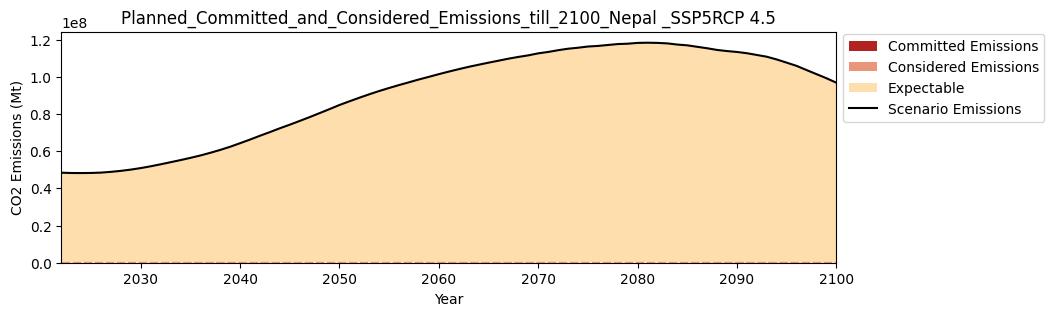 Planned_Committed_and_Considered_Emissions_till_2100_Nepal _SSP5RCP 4.5
1e8
1.2
1.0
0.8
0.6
0.4
0.2
0.0
CO2 Emissions (Mt)
2030 2040 2050 2060 2070 2080 2090 2100
Year
Committed Emissions
Considered Emissions
Expectable
Scenario Emissions